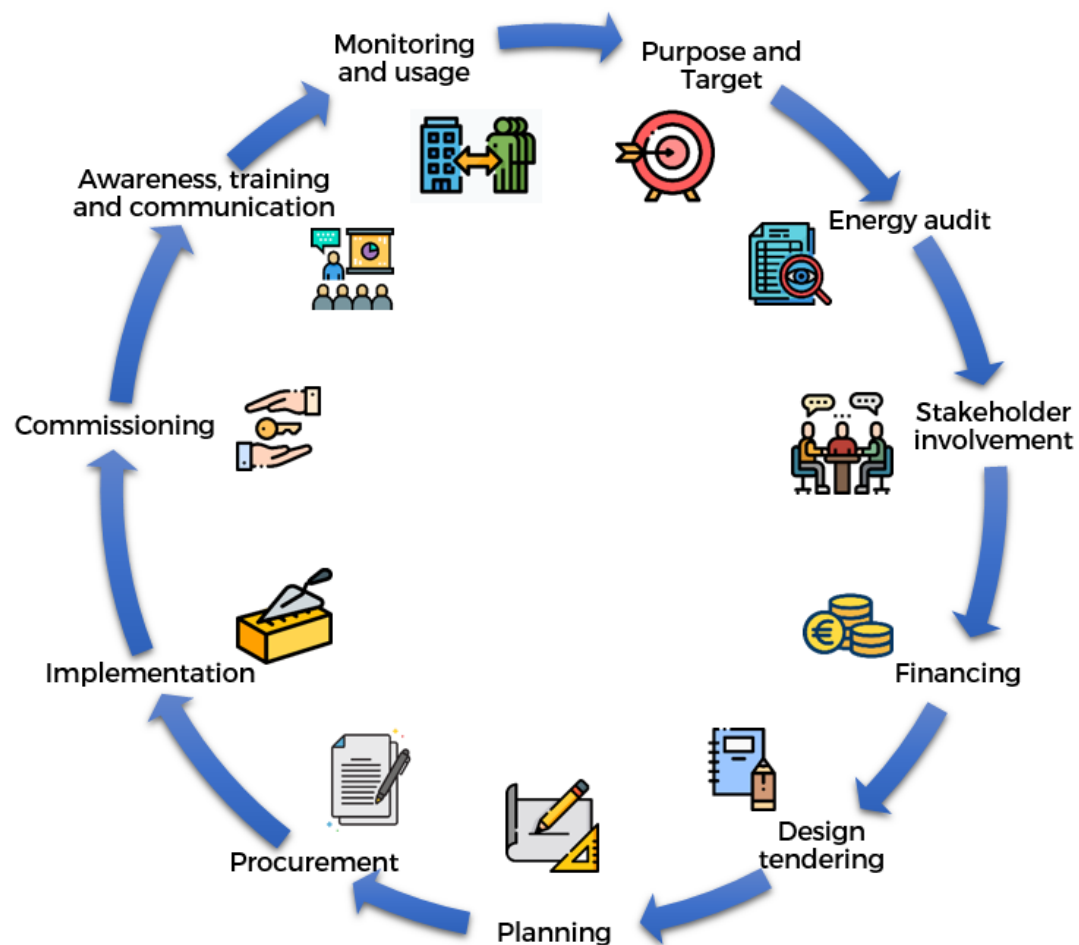 Monitoring
and usage
Purpose and
Target
Energy audit
Stakeholder
involvement
Financing
Design
tendering
Planning
Procurement
Implementation
Commissioning
Awareness, training
and communication